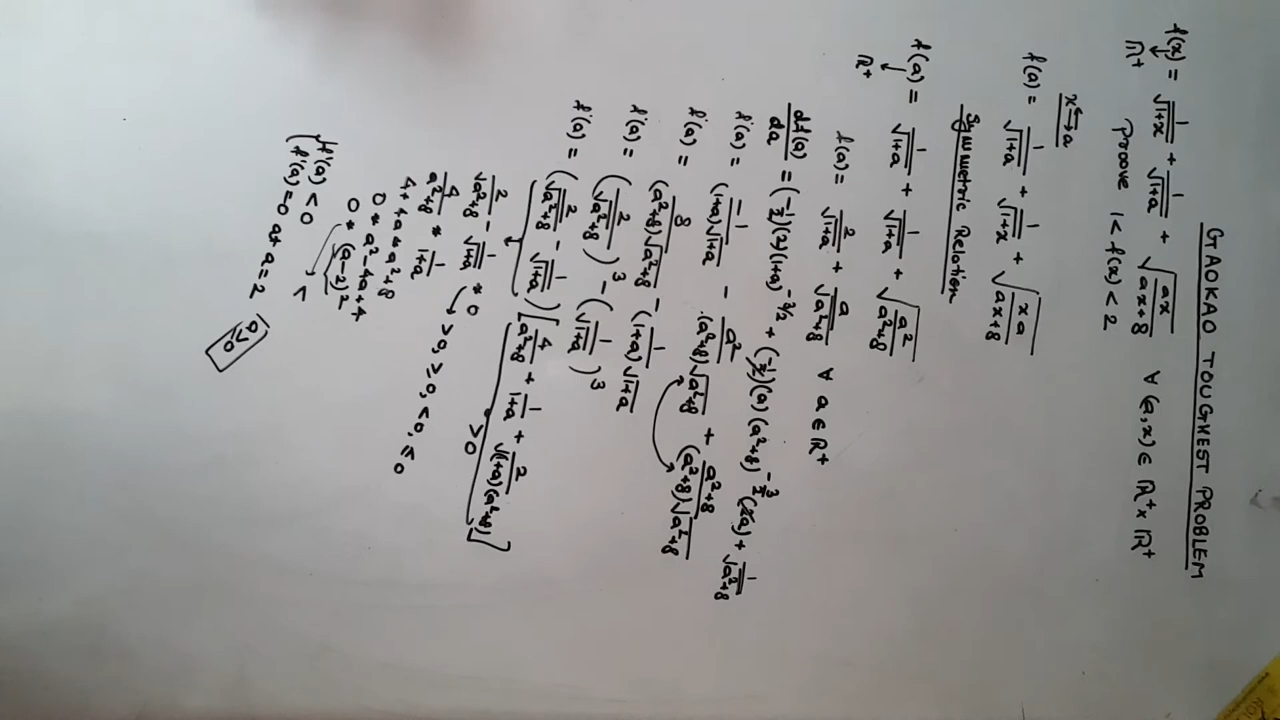 GAOKAO TOUGHEST PROBLEM
f(x) = 1/√(1+x) + 1/√(1+a) + √(ax/(ax+8)) ∀ (a,x) ∈ R⁺ x R⁺
↳ R⁺ Proove 1 < f(x) < 2
x ↔ a
f(a) = 1/√(1+a) + 1/√(1+x) + √(xa/(ax+8))
Symmetric Relation
f(a) = 1/√(1+a) + 1/√(1+a) + √(a²/(a²+8))
↳ R⁺
f(a) = 2/√(1+a) + a/√(a²+8) ∀ a ∈ R⁺
df(a)/da = (-1/2)(2)(1+a)^(-3/2) + (-1/2)(a)(a²+8)^(-3/2)(2a) + 1/√(a²+8)
f'(a) = -1/((1+a)√(1+a)) - a²/((a²+8)√(a²+8)) + (a²+8)/((a²+8)√(a²+8))
f'(a) = 8/((a²+8)√(a²+8)) - 1/((1+a)√(1+a))
f'(a) = (2/√(a²+8))³ - (1/√(1+a))³
f'(a) = (2/√(a²+8) - 1/√(1+a)) [4/(a²+8) + 1/(1+a) + 2/√((1+a)(a²+8))]
> 0
2/√(a²+8) - 1/√(1+a) * 0
↳ >0, ≥0, <0, ≤0
4/(a²+8) * 1/(1+a)
4+4a * a²+8
0 * a²-4a+4
0 * (a-2)²
<
f'(a) < 0
f'(a) = 0 at a=2
a>0